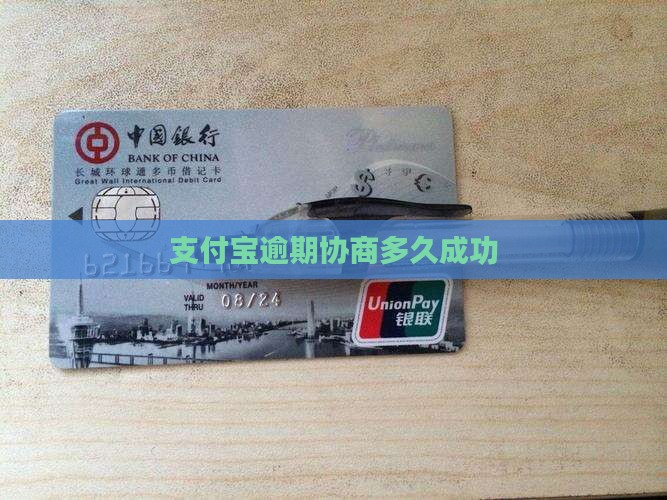 中国银行
BANK OF CHINA
长城环球通多币借记卡
Great Wall International Debit Card
支付宝逾期协商多久成功
MONTH/YEAR
VALID THRU 08/24
UnionPay
银联